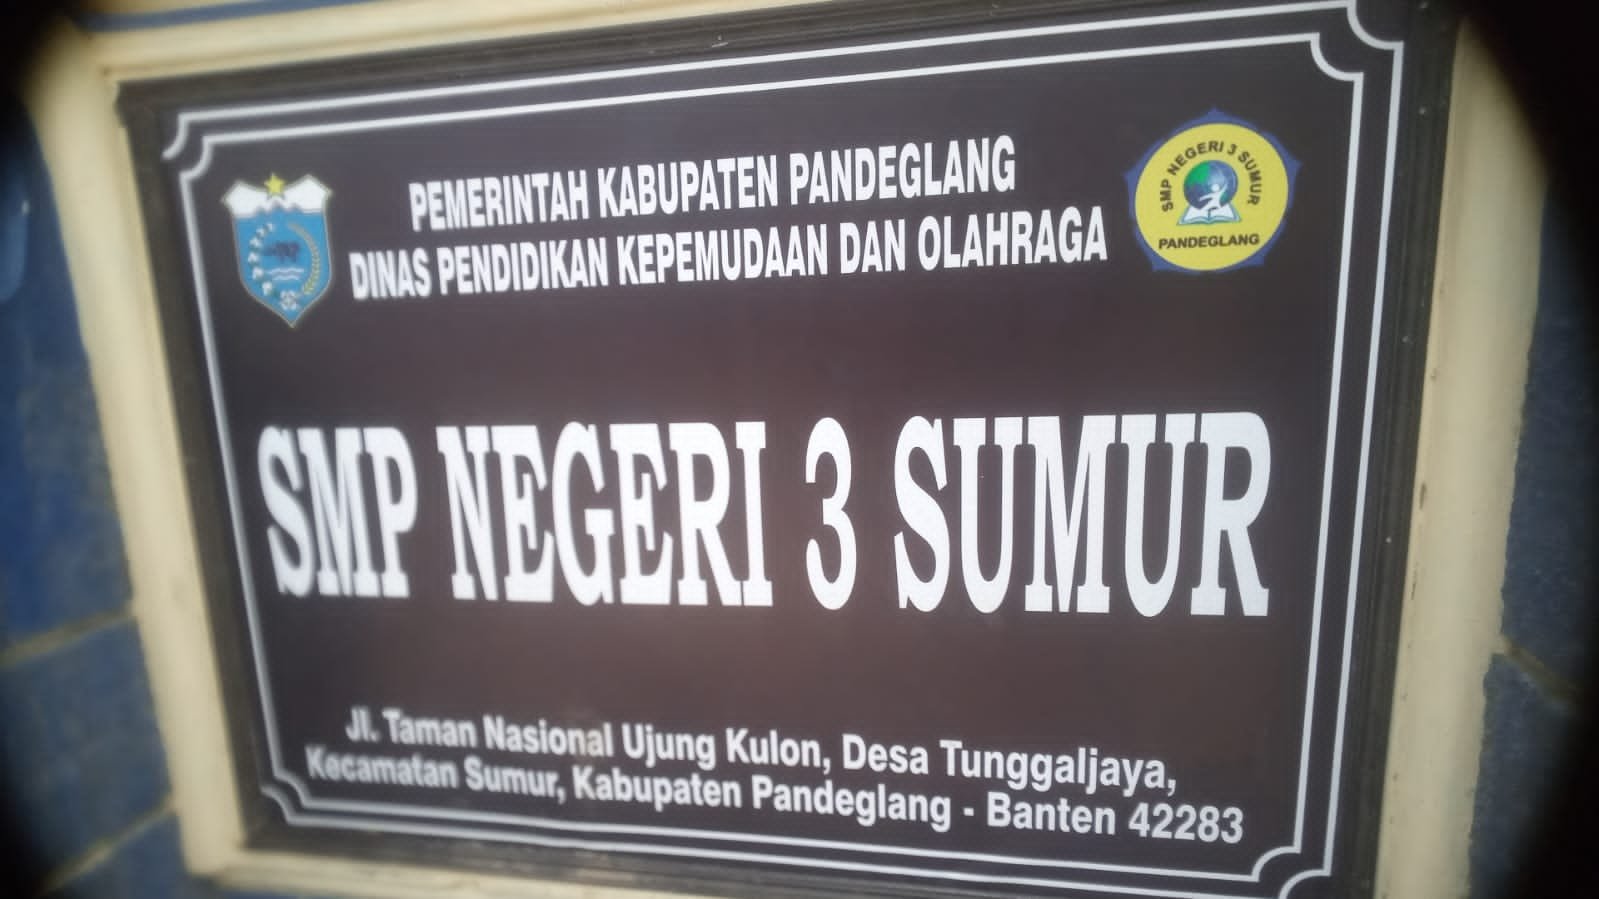 PEMERINTAH KABUPATEN PANDEGLANG
DINAS PENDIDIKAN KEPEMUDAAN DAN OLAHRAGA
SMP NEGERI 3 SUMUR
PANDEGLANG
SMP NEGERI 3 SUMUR
Jl. Taman Nasional Ujung Kulon, Desa Tunggaljaya,
Kecamatan Sumur, Kabupaten Pandeglang - Banten 42283